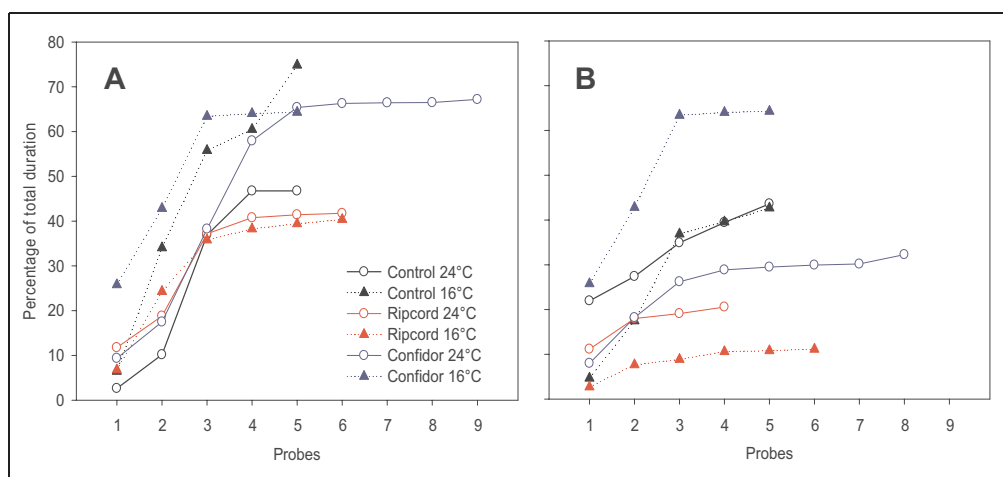 A
B
Percentage of total duration
80
70
60
50
40
30
20
10
0
Control 24°C
Control 16°C
Ripcord 24°C
Ripcord 16°C
Confidor 24°C
Confidor 16°C
1 2 3 4 5 6 7 8 9
1 2 3 4 5 6 7 8 9
Probes
Probes